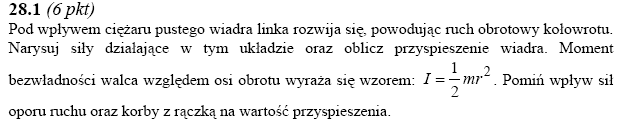 28.1 (6 pkt)
Pod wpływem ciężaru pustego wiadra linka rozwija się, powodując ruch obrotowy kołowrotu.
Narysuj siły działające w tym układzie oraz oblicz przyspieszenie wiadra. Moment
bezwładności walca względem osi obrotu wyraża się wzorem: I = \frac{1}{2} mr^2. Pomiń wpływ sił
oporu ruchu oraz korby z rączką na wartość przyspieszenia.